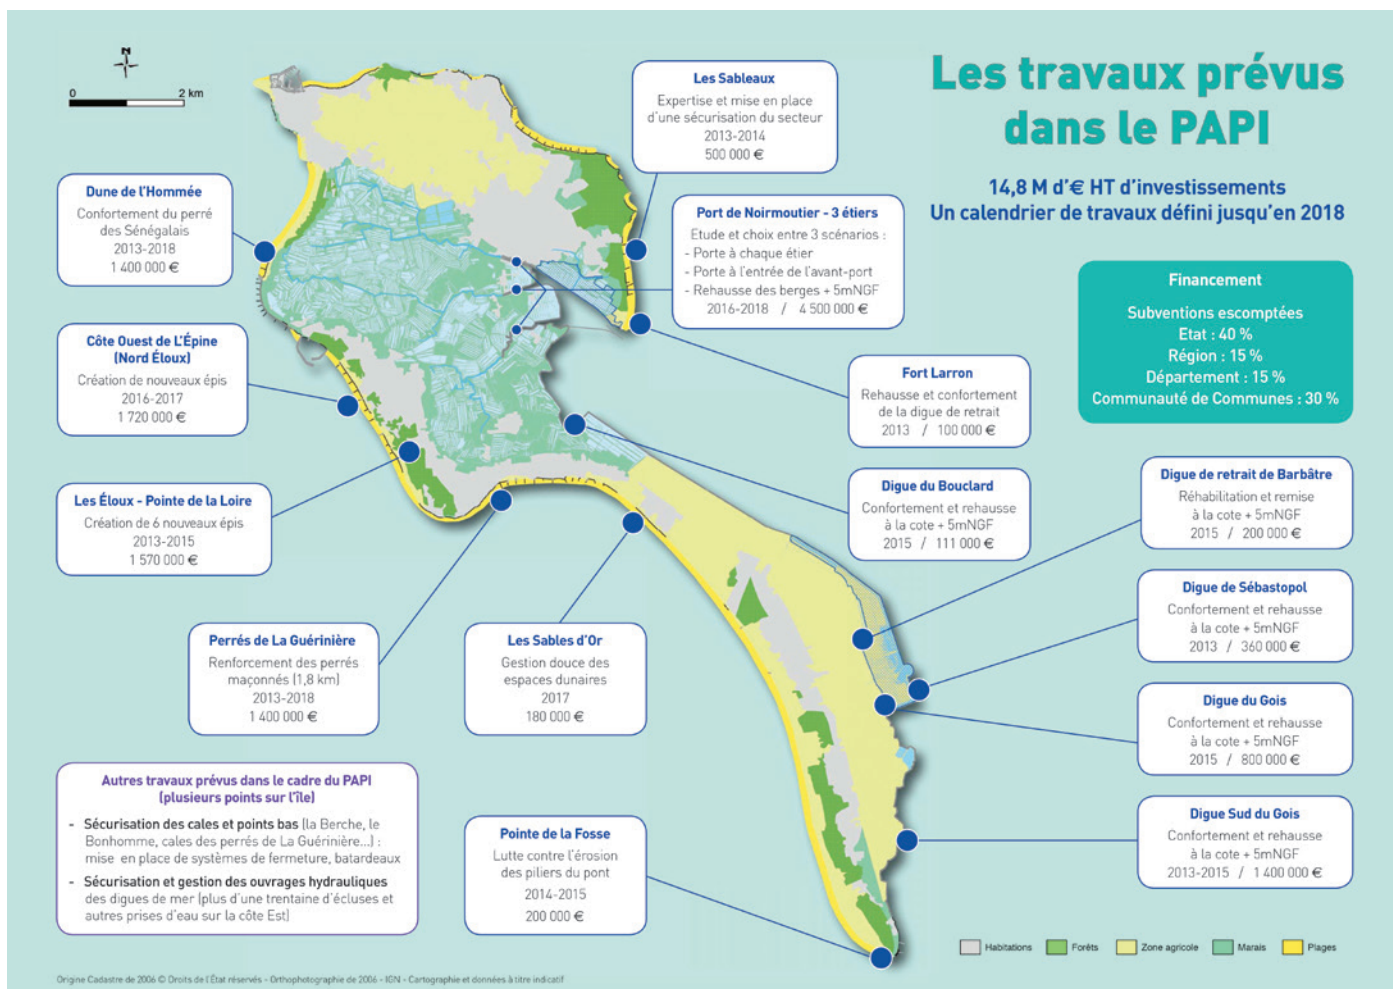 Les travaux prévus
dans le PAPI
14,8 M d'€ HT d'investissements
Un calendrier de travaux défini jusqu'en 2018
N
0
2 km
Les Sableaux
Expertise et mise en place
d'une sécurisation du secteur
2013-2014
500 000 €
Dune de l'Hommée
Confortement du perré
des Sénégalais
2013-2018
1 400 000 €
Port de Noirmoutier - 3 étiers
Etude et choix entre 3 scénarios :
- Porte à chaque étier
- Porte à l'entrée de l'avant-port
- Rehausse des berges + 5mNGF
2016-2018 / 4 500 000 €
Financement
Subventions escomptées
Etat : 40 %
Région : 15 %
Département : 15 %
Communauté de Communes : 30 %
Côte Ouest de L'Épine
(Nord Éloux)
Création de nouveaux épis
2016-2017
1 720 000 €
Fort Larron
Rehausse et confortement
de la digue de retrait
2013 / 100 000 €
Les Éloux - Pointe de la Loire
Création de 6 nouveaux épis
2013-2015
1 570 000 €
Digue du Bouclard
Confortement et rehausse
à la cote + 5mNGF
2015 / 111 000 €
Digue de retrait de Barbâtre
Réhabilitation et remise
à la cote + 5mNGF
2015 / 200 000 €
Digue de Sébastopol
Confortement et rehausse
à la cote + 5mNGF
2013 / 360 000 €
Perrés de La Guérinière
Renforcement des perrés
maçonnés (1,8 km)
2013-2018
1 400 000 €
Les Sables d'Or
Gestion douce des
espaces dunaires
2017
180 000 €
Digue du Gois
Confortement et rehausse
à la cote + 5mNGF
2015 / 800 000 €
Autres travaux prévus dans le cadre du PAPI
(plusieurs points sur l'île)
- Sécurisation des cales et points bas (la Berche, le
Bonhomme, cales des perrés de La Guérinière...) :
mise en place de systèmes de fermeture, batardeaux
- Sécurisation et gestion des ouvrages hydrauliques
des digues de mer (plus d'une trentaine d'écluses et
autres prises d'eau sur la côte Est)
Pointe de la Fosse
Lutte contre l'érosion
des piliers du pont
2014-2015
200 000 €
Digue Sud du Gois
Confortement et rehausse
à la cote + 5mNGF
2013-2015 / 1 400 000 €
Habitations
Forêts
Zone agricole
Marais
Plages
Origine Cadastre de 2006 © Droits de l'État réservés - Orthophotographie de 2006 - IGN - Cartographie et données à titre indicatif